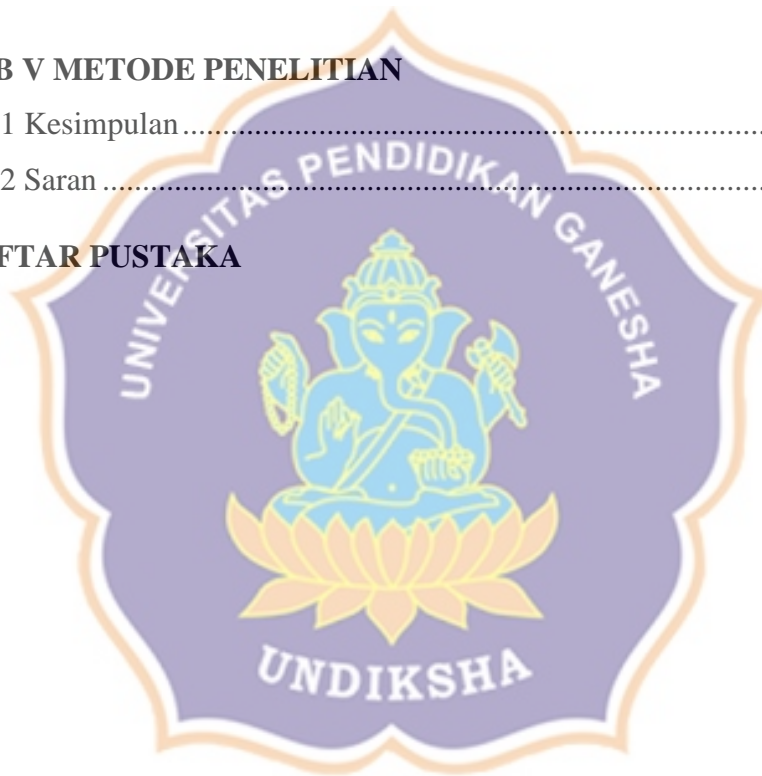 B V METODE PENELITIAN
1 Kesimpulan........................................................................
2 Saran..................................................................................
FTAR PUSTAKA
UNIVERSITAS PENDIDIKAN GANESHA
UNDIKSHA